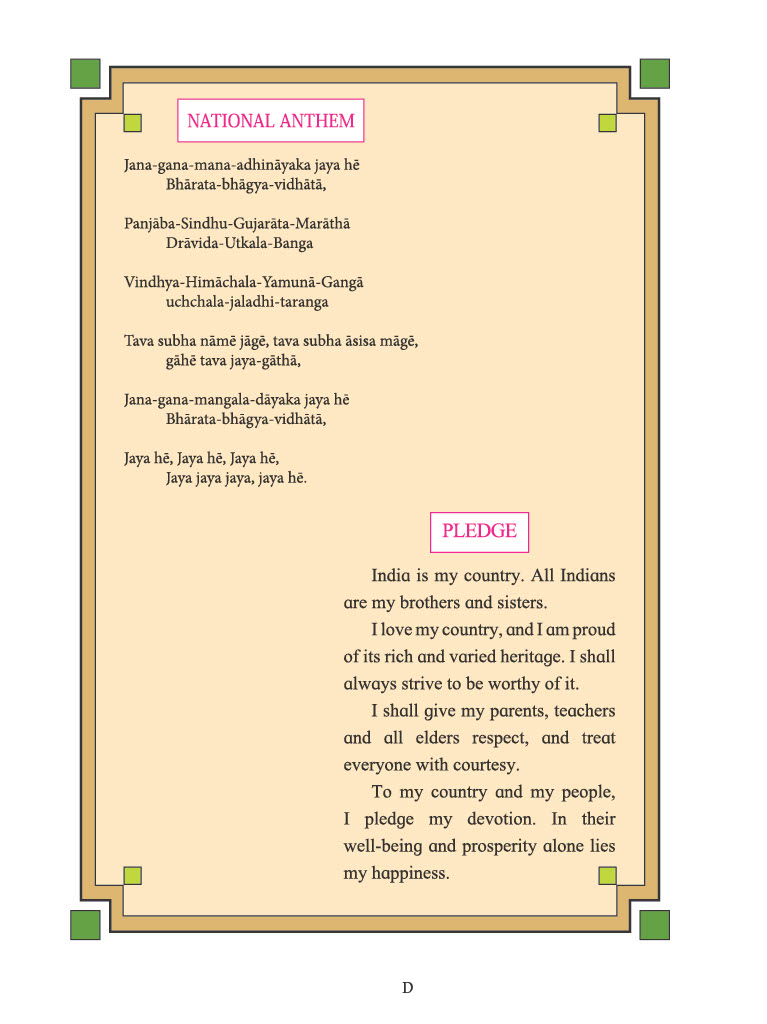 NATIONAL ANTHEM
Jana-gana-mana-adhināyaka jaya hē
Bhārata-bhāgya-vidhātā,
Panjāba-Sindhu-Gujarāta-Marāthā
Drāvida-Utkala-Banga
Vindhya-Himāchala-Yamunā-Gangā
uchchala-jaladhi-taranga
Tava subha nāmē jāgē, tava subha āsisa māgē,
gāhē tava jaya-gāthā,
Jana-gana-mangala-dāyaka jaya hē
Bhārata-bhāgya-vidhātā,
Jaya hē, Jaya hē, Jaya hē,
Jaya jaya jaya, jaya hē.
PLEDGE
India is my country. All Indians
are my brothers and sisters.
I love my country, and I am proud
of its rich and varied heritage. I shall
always strive to be worthy of it.
I shall give my parents, teachers
and all elders respect, and treat
everyone with courtesy.
To my country and my people,
I pledge my devotion. In their
well-being and prosperity alone lies
my happiness.
D